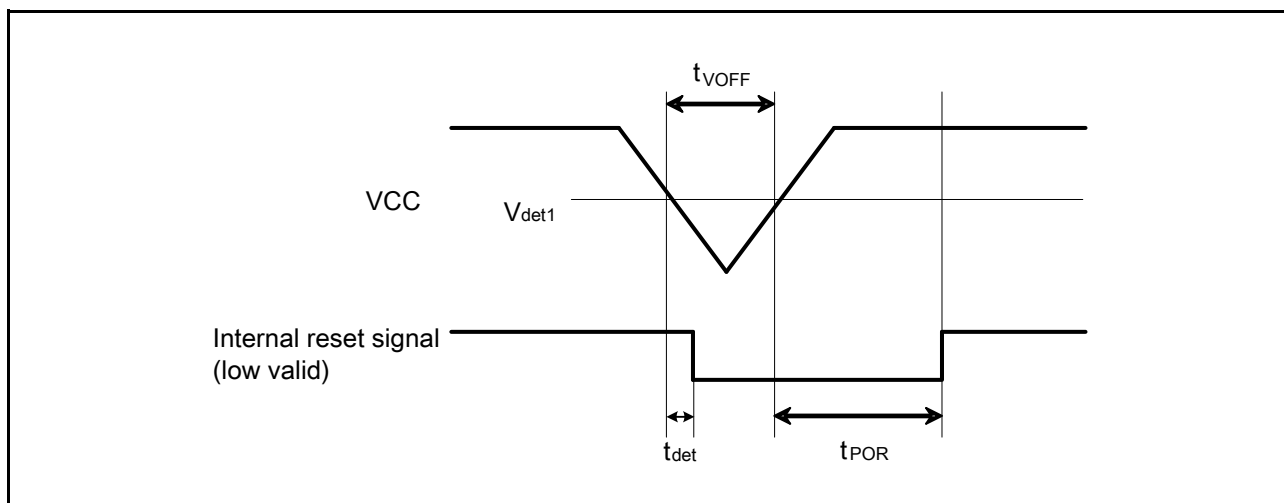 tVOFF
VCC
Vdet1
Internal reset signal
(low valid)
tdet
tPOR